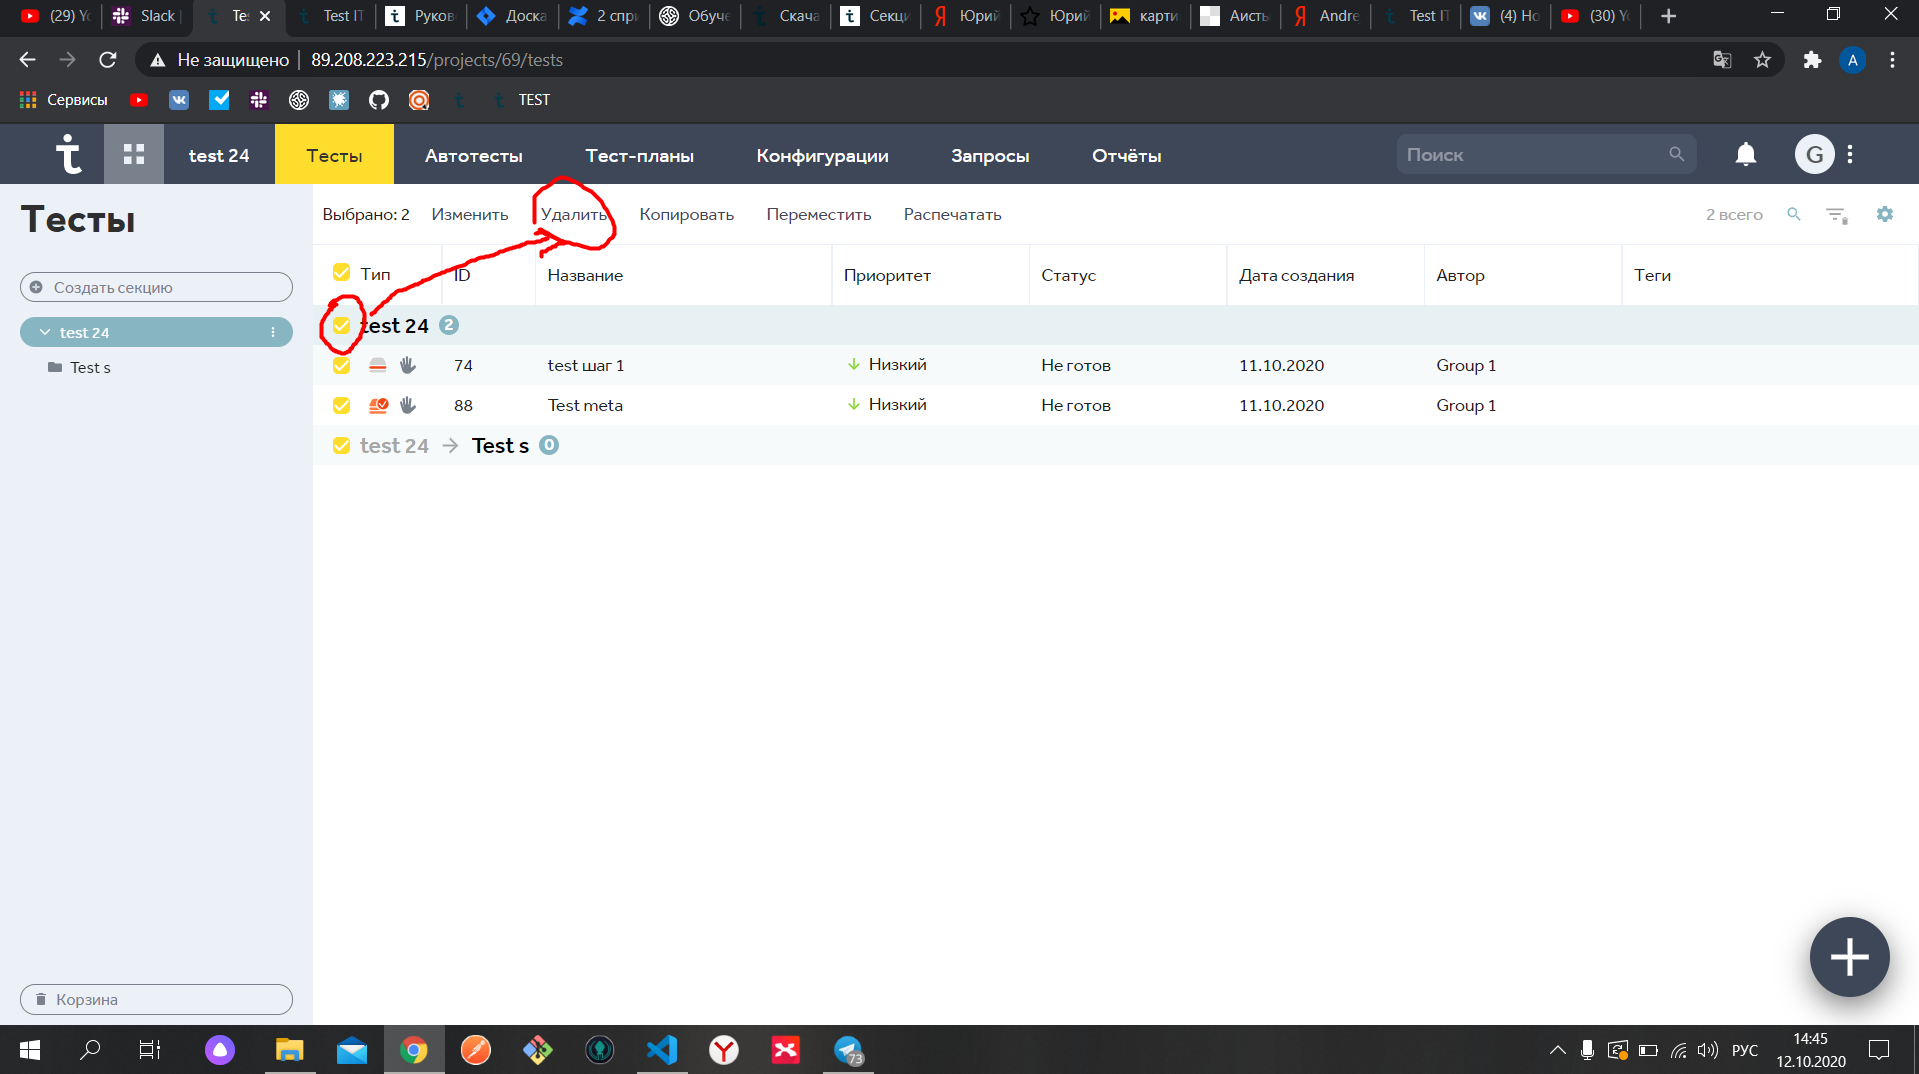 (29) Yo
Slack
Te
Test IT
Руков
Доска
2 спри
Обуче
Скача
Секци
Юрий
Юрий
карти
Аисты
Andre
Test IT
(4) Но
(30) Yo
Не защищено
89.208.223.215/projects/69/tests
A
Сервисы
TEST
test 24
Тесты
Автотесты
Тест-планы
Конфигурации
Запросы
Отчёты
Поиск
G
Тесты
Выбрано: 2
Изменить
Удалить
Копировать
Переместить
Распечатать
2 всего
Создать секцию
test 24
Test s
Тип
ID
Название
Приоритет
Статус
Дата создания
Автор
Теги
test 24 2
74 test шаг 1 Низкий Не готов 11.10.2020 Group 1
88 Test meta Низкий Не готов 11.10.2020 Group 1
test 24 → Test s 0
Корзина
73
РУС
14:45
12.10.2020